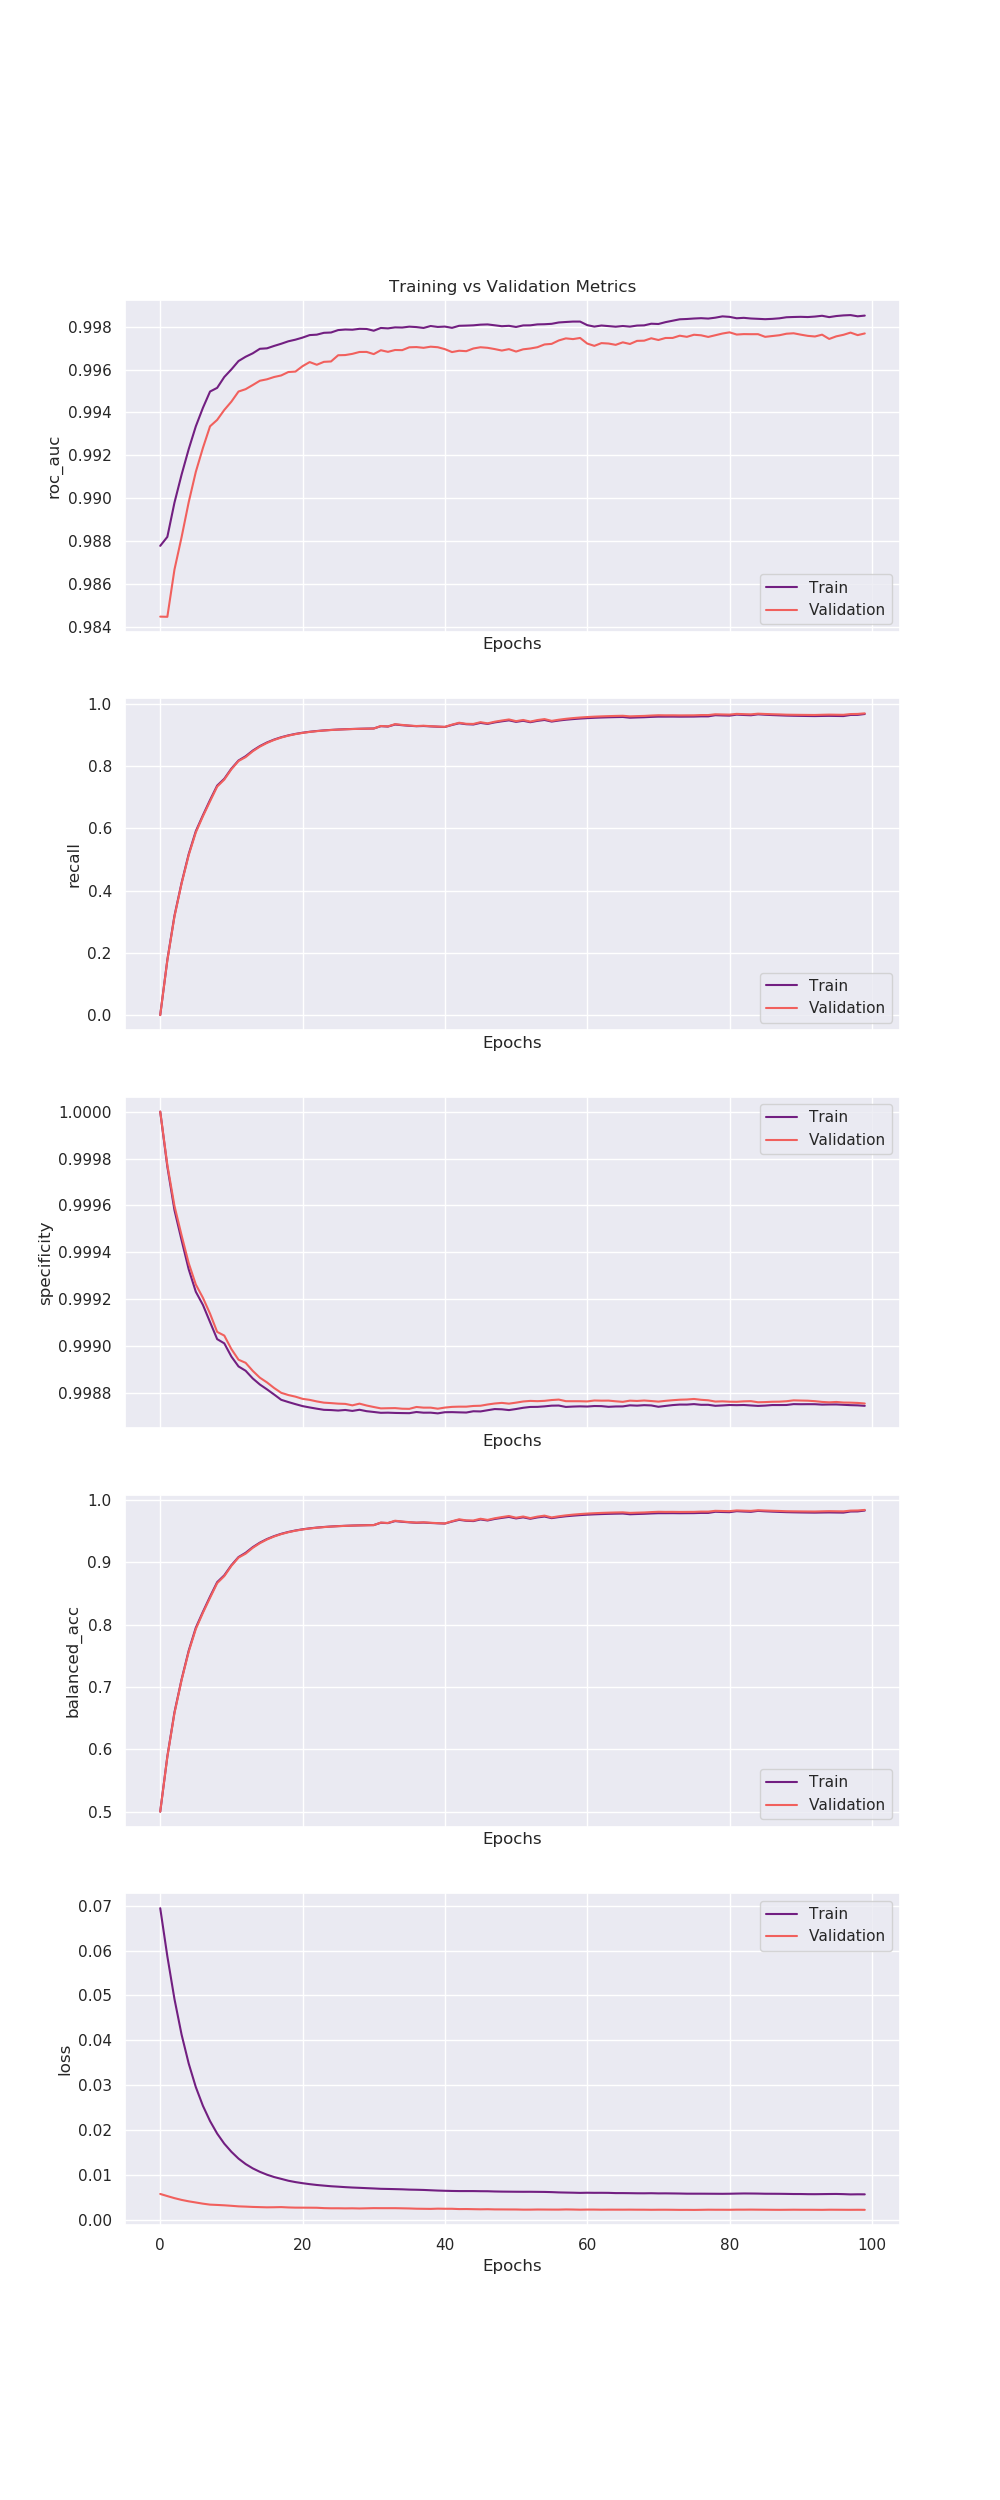 Training vs Validation Metrics
0.998
0.996
0.994
0.992
0.990
0.988
0.986
0.984
roc_auc
Train
Validation
Epochs
1.0
0.8
0.6
0.4
0.2
0.0
recall
Train
Validation
Epochs
1.0000
0.9998
0.9996
0.9994
0.9992
0.9990
0.9988
specificity
Train
Validation
Epochs
1.0
0.9
0.8
0.7
0.6
0.5
balanced_acc
Train
Validation
Epochs
0.07
0.06
0.05
0.04
0.03
0.02
0.01
0.00
loss
Train
Validation
0 20 40 60 80 100
Epochs